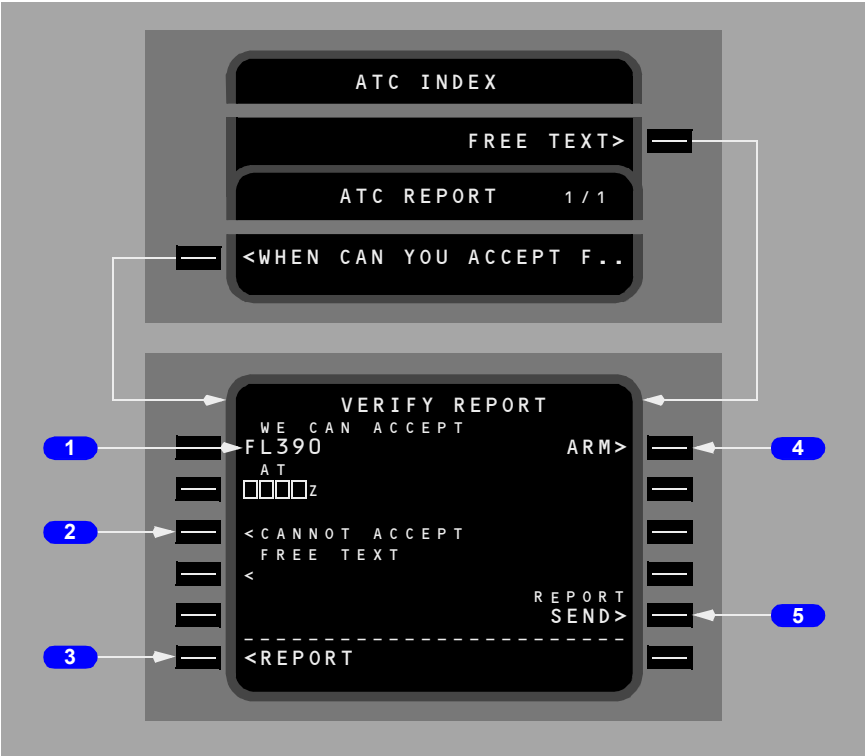 ATC INDEX
FREE TEXT>
ATC REPORT 1/1
<WHEN CAN YOU ACCEPT F..
VERIFY REPORT
WE CAN ACCEPT
1 FL390 ARM> 4
AT
□□□□Z
2 <CANNOT ACCEPT
FREE TEXT
<
REPORT
SEND> 5
------------------------
3 <REPORT